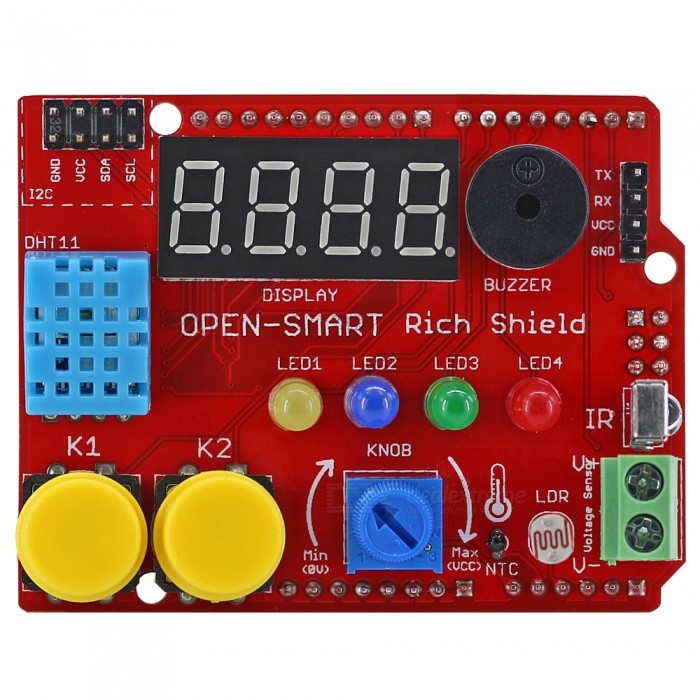 GND VCC SDA SCL
I2C
TX
RX
VCC
GND
DHT11
DISPLAY
BUZZER
OPEN-SMART Rich Shield
LED1 LED2 LED3 LED4
IR
K1 K2
KNOB
LDR
V+
Voltage Sensor
V-
Min
(0V)
Max
(VCC)
NTC